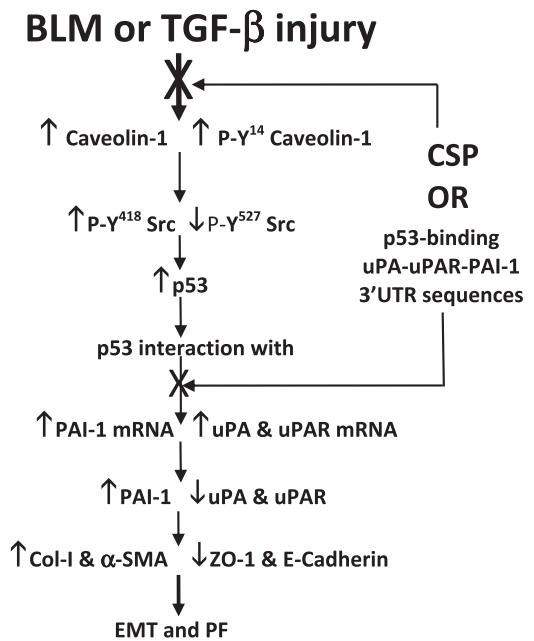 BLM or TGF-β injury
↑ Caveolin-1 ↑ P-Y¹⁴ Caveolin-1
CSP
OR
p53-binding
uPA-uPAR-PAI-1
3'UTR sequences
↑P-Y⁴¹⁸ Src ↓P-Y⁵²⁷ Src
↑p53
p53 interaction with
↑PAI-1 mRNA ↑uPA & uPAR mRNA
↑PAI-1 ↓uPA & uPAR
↑Col-I & α-SMA ↓ZO-1 & E-Cadherin
EMT and PF